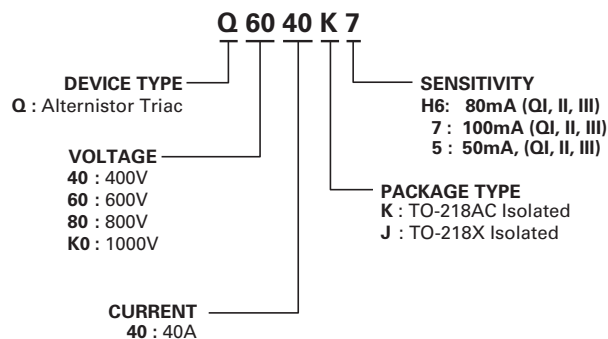 Q 60 40 K 7
DEVICE TYPE
Q : Alternistor Triac
VOLTAGE
40 : 400V
60 : 600V
80 : 800V
K0 : 1000V
CURRENT
40 : 40A
SENSITIVITY
H6: 80mA (QI, II, III)
7 : 100mA (QI, II, III)
5 : 50mA, (QI, II, III)
PACKAGE TYPE
K : TO-218AC Isolated
J : TO-218X Isolated